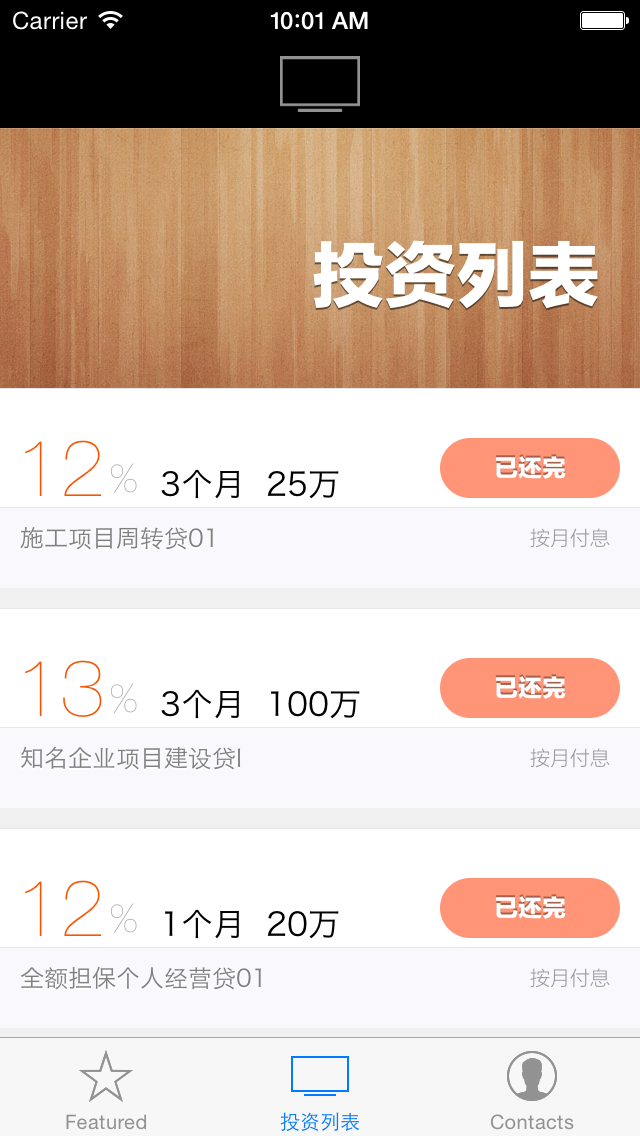 Carrier 10:01 AM
投资列表
12% 3个月 25万 已还完
施工项目周转贷01 按月付息
13% 3个月 100万 已还完
知名企业项目建设贷I 按月付息
12% 1个月 20万 已还完
全额担保个人经营贷01 按月付息
Featured 投资列表 Contacts